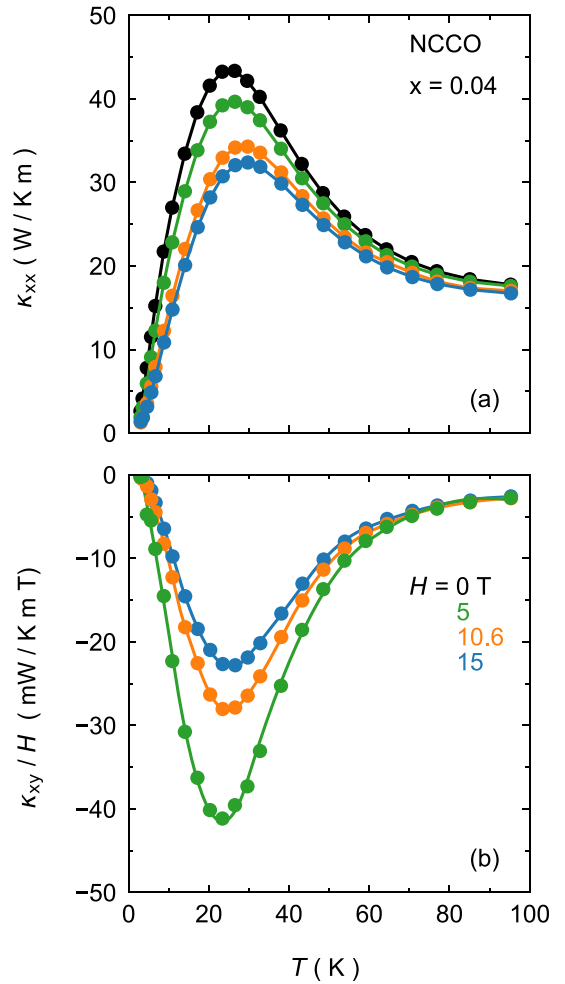 NCCO
x = 0.04
50
40
30
20
10
0
κxx ( W / K m )
(a)
0
−10
−20
−30
−40
−50
κxy / H ( mW / K m T )
H = 0 T
5
10.6
15
(b)
0 20 40 60 80 100
T ( K )